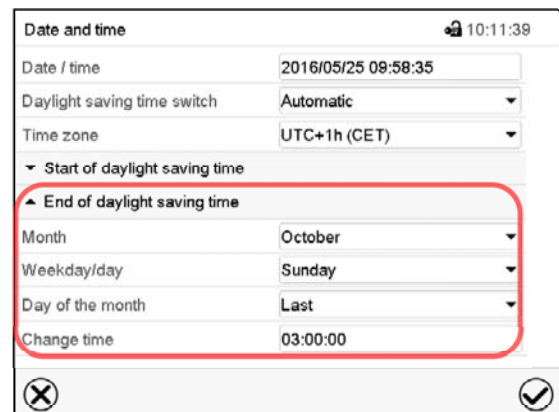 Date and time 10:11:39
Date / time 2016/05/25 09:58:35
Daylight saving time switch Automatic
Time zone UTC+1h (CET)
Start of daylight saving time
End of daylight saving time
Month October
Weekday/day Sunday
Day of the month Last
Change time 03:00:00